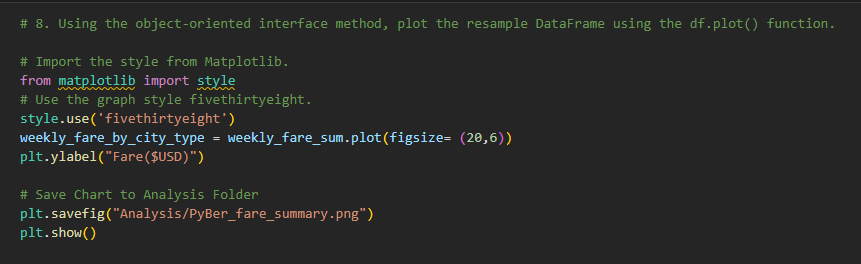 # 8. Using the object-oriented interface method, plot the resample DataFrame using the df.plot() function.
# Import the style from Matplotlib.
from matplotlib import style
# Use the graph style fivethirtyeight.
style.use('fivethirtyeight')
weekly_fare_by_city_type = weekly_fare_sum.plot(figsize= (20,6))
plt.ylabel("Fare($USD)")
# Save Chart to Analysis Folder
plt.savefig("Analysis/PyBer_fare_summary.png")
plt.show()